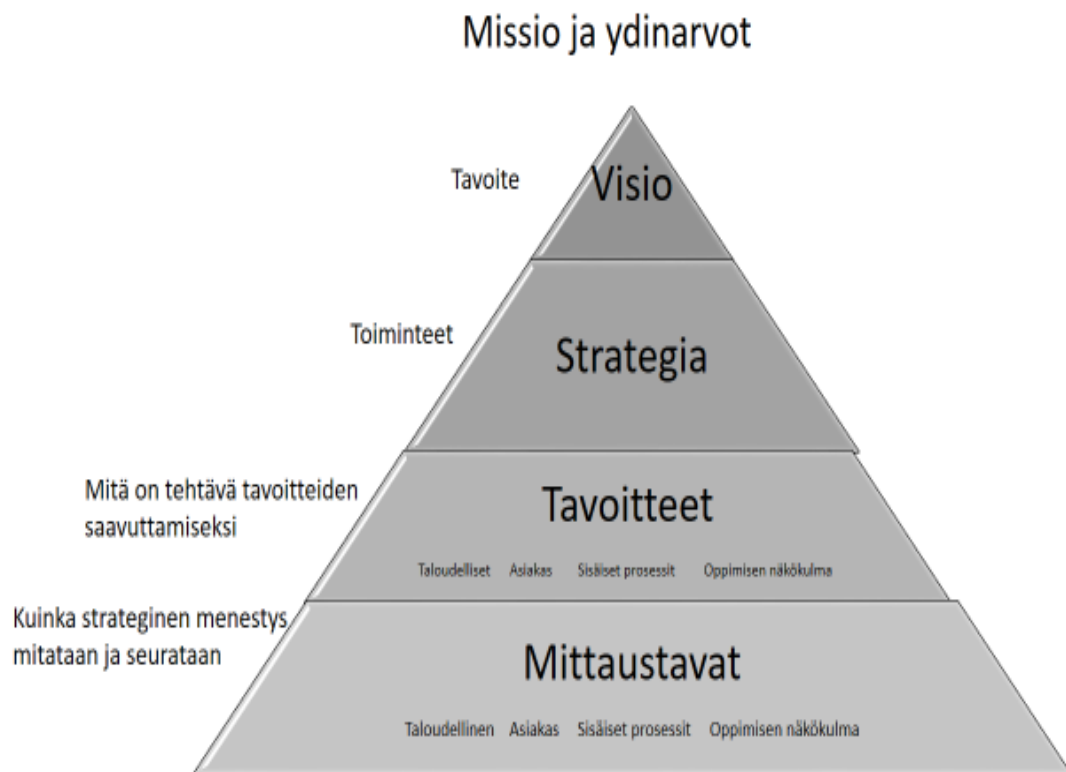 Missio ja ydinarvot
Tavoite
Visio
Toiminteet
Strategia
Mitä on tehtävä tavoitteiden
saavuttamiseksi
Tavoitteet
Taloudelliset Asiakas Sisäiset prosessit Oppimisen näkökulma
Kuinka strateginen menestys
mitataan ja seurataan
Mittaustavat
Taloudellinen Asiakas Sisäiset prosessit Oppimisen näkökulma